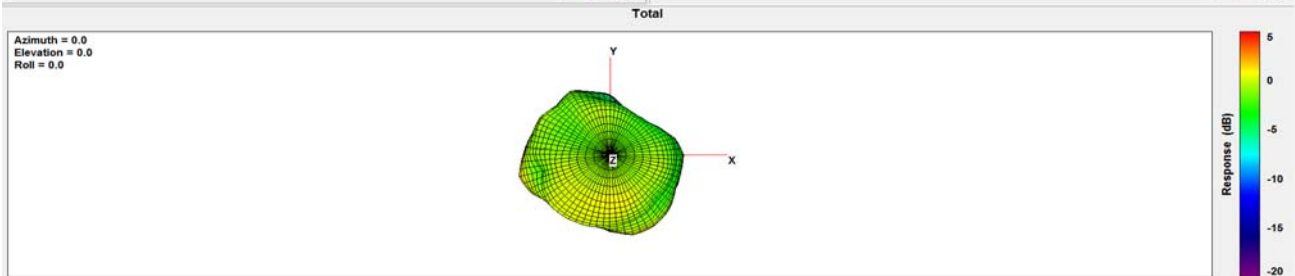 Total
Azimuth = 0.0
Elevation = 0.0
Roll = 0.0
Y
Z
X
Response (dB)
5
0
-5
-10
-15
-20